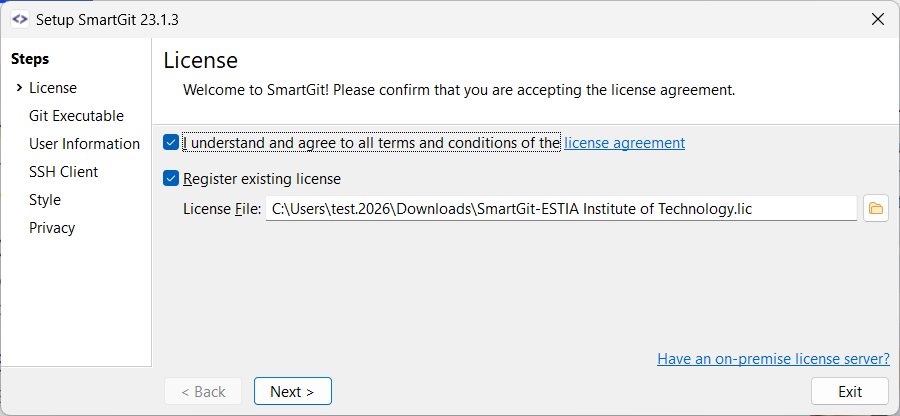 Setup SmartGit 23.1.3
Steps
License
Git Executable
User Information
SSH Client
Style
Privacy
License
Welcome to SmartGit! Please confirm that you are accepting the license agreement.
I understand and agree to all terms and conditions of the license agreement
Register existing license
License File: C:\Users\test.2026\Downloads\SmartGit-ESTIA Institute of Technology.lic
Have an on-premise license server?
< Back Next > Exit